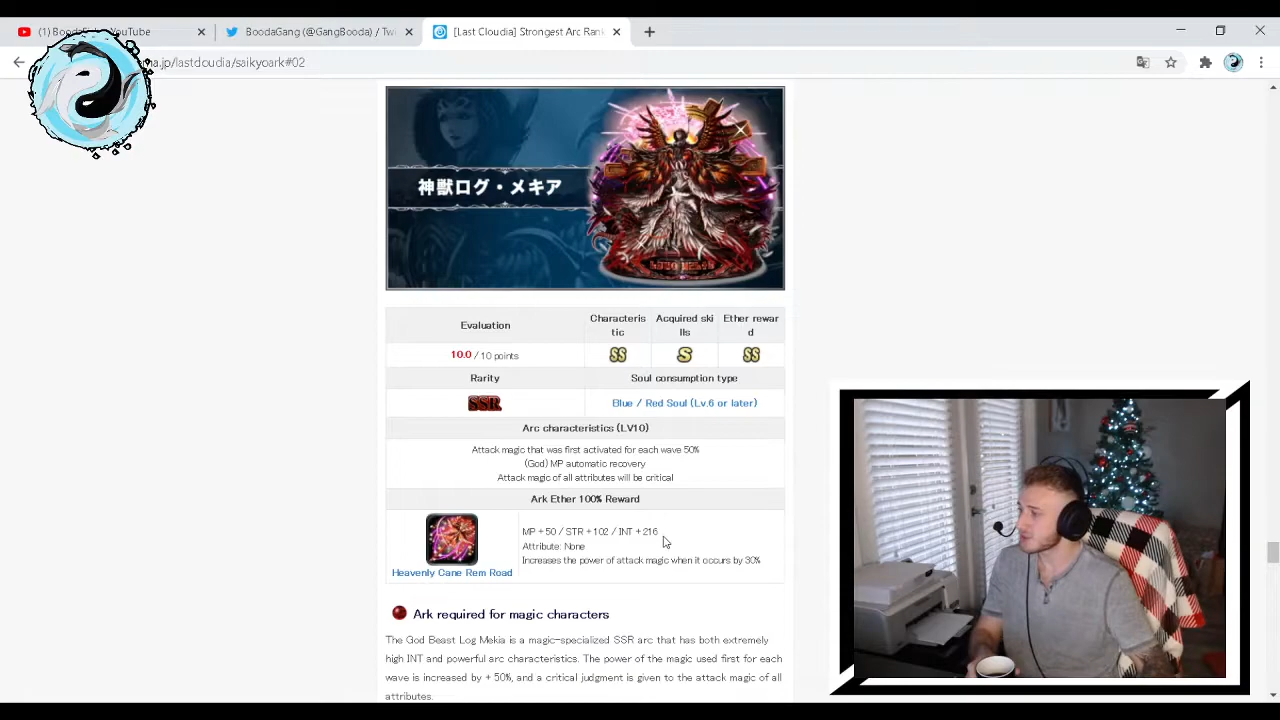 (1) Booda
YouTube
BoodaGang (@GangBooda) / Twi
[Last Cloudia] Strongest Arc Rank
ma.jp/lastcloudia/saikyoark#02
神獣ログ・メキア
Evaluation
Characteris
tic
Acquired ski
lls
Ether rewar
d
10.0 / 10 points
SS
S
SS
Rarity
Soul consumption type
SSR
Blue / Red Soul (Lv.6 or later)
Arc characteristics (LV10)
Attack magic that was first activated for each wave 50%
(God) MP automatic recovery
Attack magic of all attributes will be critical
Ark Ether 100% Reward
MP + 50 / STR + 102 / INT + 216
Attribute: None
Increases the power of attack magic when it occurs by 30%
Heavenly Cane Rem Road
Ark required for magic characters
The God Beast Log Mekia is a magic-specialized SSR arc that has both extremely
high INT and powerful arc characteristics. The power of the magic used first for each
wave is increased by + 50%, and a critical judgment is given to the attack magic of all
attributes.